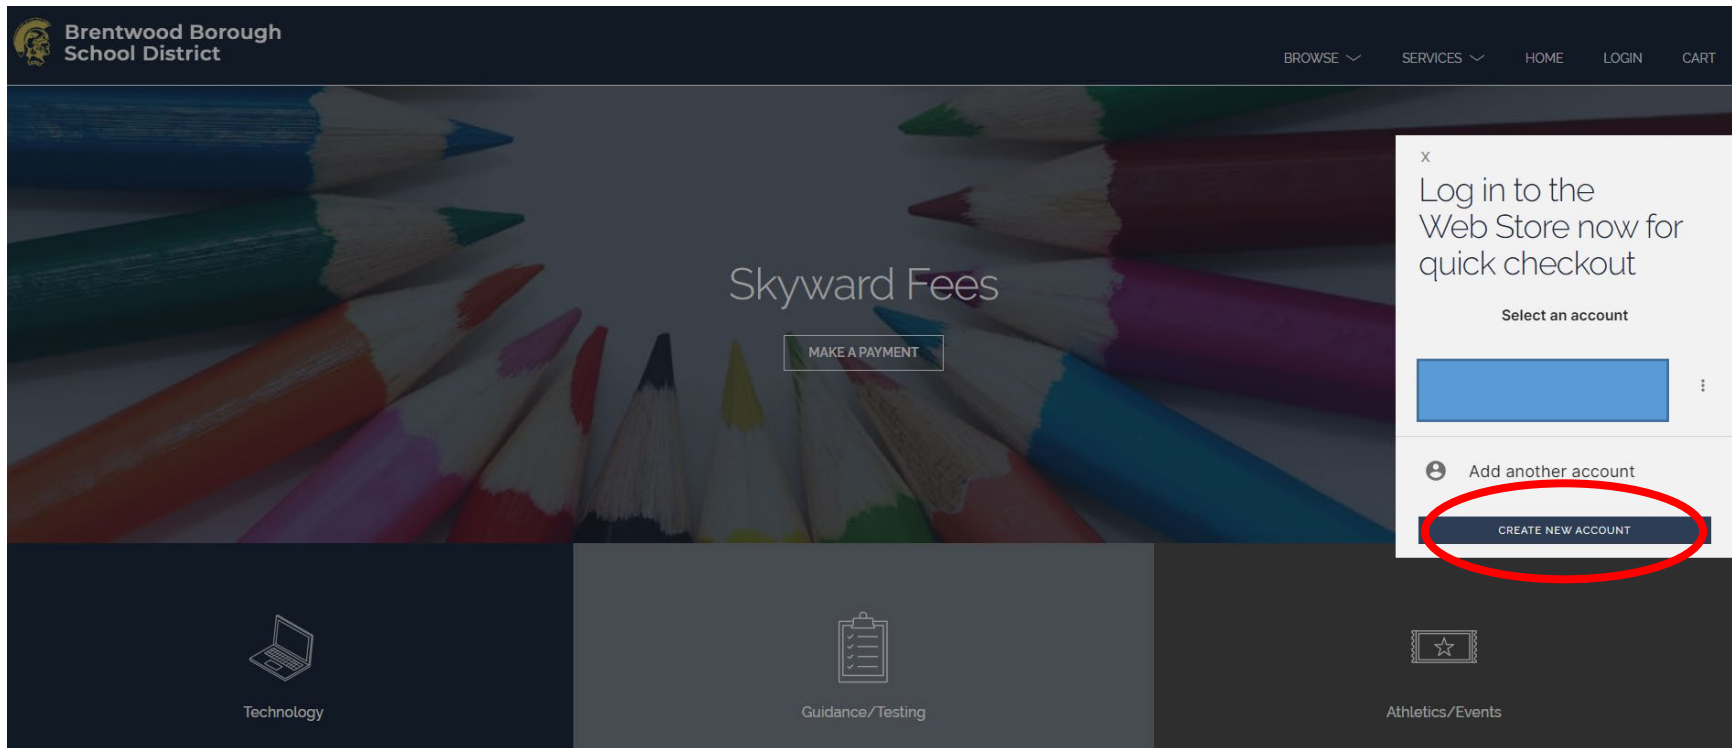 Brentwood Borough
School District
BROWSE SERVICES HOME LOGIN CART
Skyward Fees
MAKE A PAYMENT
X
Log in to the
Web Store now for
quick checkout
Select an account
Add another account
CREATE NEW ACCOUNT
Technology
Guidance/Testing
Athletics/Events